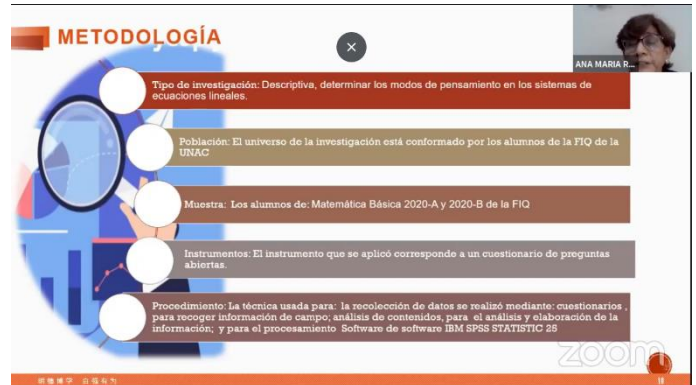 METODOLOGÍA
ANA MARIA R...
Tipo de investigación: Descriptiva, determinar los modos de pensamiento en los sistemas de
ecuaciones lineales.
Población: El universo de la investigación está conformado por los alumnos de la FIQ de la
UNAC
Muestra: Los alumnos de: Matemática Básica 2020-A y 2020-B de la FIQ
Instrumentos: El instrumento que se aplicó corresponde a un cuestionario de preguntas
abiertas.
Procedimiento: La técnica usada para: la recolección de datos se realizó mediante: cuestionarios ,
para recoger información de campo; análisis de contenidos, para el análisis y elaboración de la
información; y para el procesamiento Software de software IBM SPSS STATISTIC 25
zoom